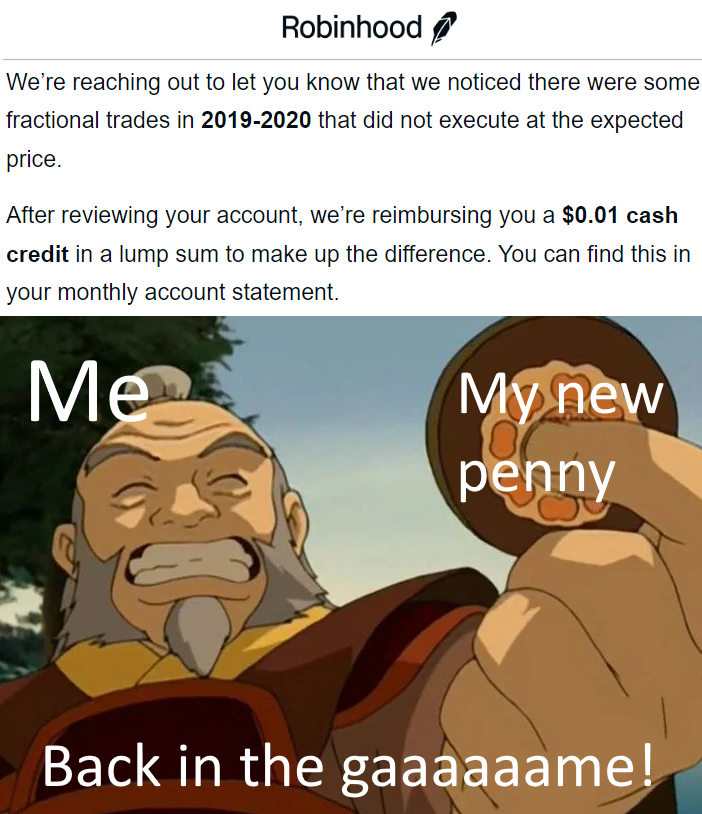 Robinhood
We’re reaching out to let you know that we noticed there were some
fractional trades in 2019-2020 that did not execute at the expected
price.
After reviewing your account, we’re reimbursing you a $0.01 cash
credit in a lump sum to make up the difference. You can find this in
your monthly account statement.
Me
My new
penny
Back in the gaaaaaame!